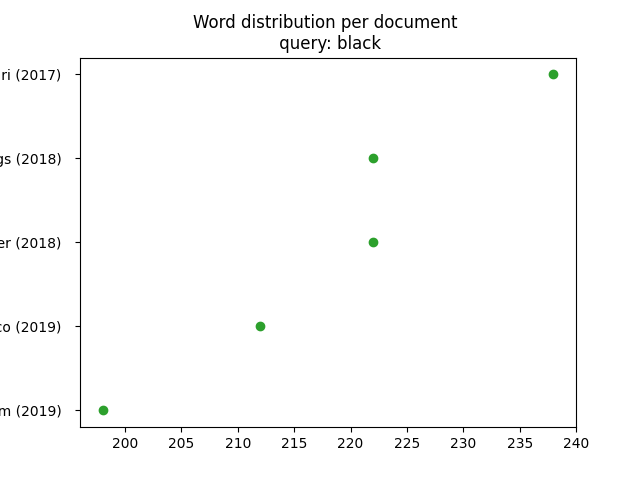 Word distribution per document
query: black
ri (2017)
gs (2018)
er (2018)
co (2019)
m (2019)
200 205 210 215 220 225 230 235 240